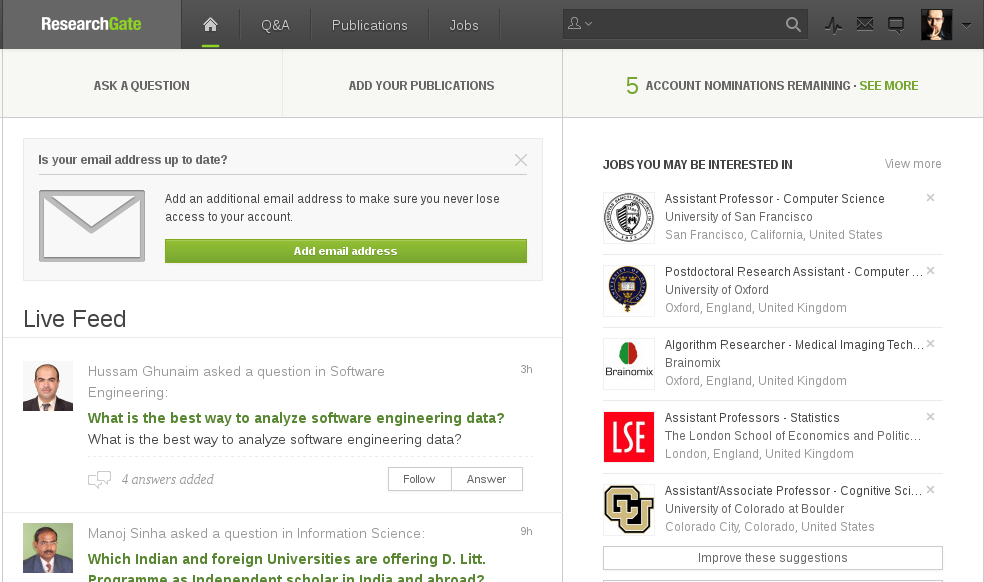 ResearchGate
Q&A
Publications
Jobs
ASK A QUESTION
ADD YOUR PUBLICATIONS
5 ACCOUNT NOMINATIONS REMAINING · SEE MORE
Is your email address up to date?
Add an additional email address to make sure you never lose
access to your account.
Add email address
Live Feed
Hussam Ghunaim asked a question in Software
Engineering:
3h
What is the best way to analyze software engineering data?
What is the best way to analyze software engineering data?
4 answers added
Follow
Answer
Manoj Sinha asked a question in Information Science:
9h
Which Indian and foreign Universities are offering D. Litt.
Programme as Independent scholar in India and abroad?
JOBS YOU MAY BE INTERESTED IN
View more
Assistant Professor - Computer Science
University of San Francisco
San Francisco, California, United States
Postdoctoral Research Assistant - Computer ...
University of Oxford
Oxford, England, United Kingdom
Brainomix
Algorithm Researcher - Medical Imaging Tech...
Brainomix
Oxford, England, United Kingdom
LSE
Assistant Professors - Statistics
The London School of Economics and Politic...
London, England, United Kingdom
CU
Assistant/Associate Professor - Cognitive Sci...
University of Colorado at Boulder
Colorado City, Colorado, United States
Improve these suggestions